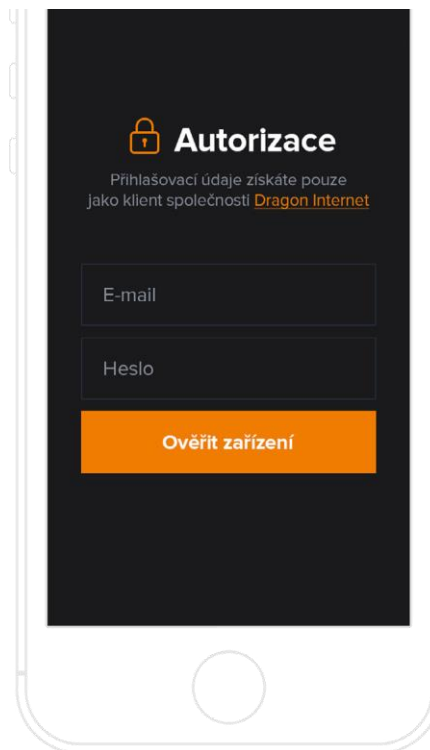 Autorizace
Přihlašovací údaje získáte pouze
jako klient společnosti Dragon Internet
E-mail
Heslo
Ověřit zařízení